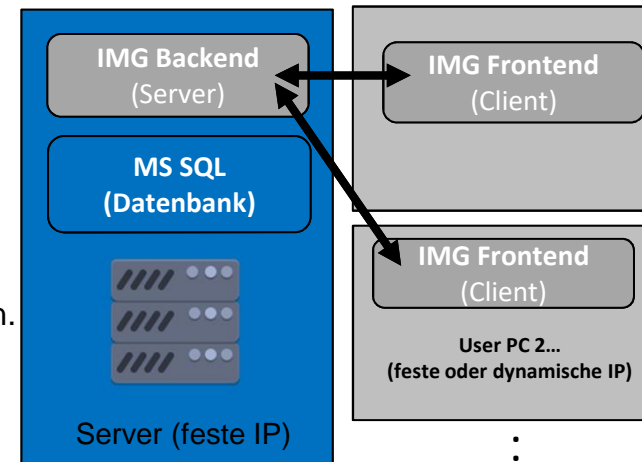 IMG Backend
(Server)
MS SQL
(Datenbank)
n.
Server (feste IP)
IMG Frontend
(Client)
IMG Frontend
(Client)
User PC 2...
(feste oder dynamische IP)
: